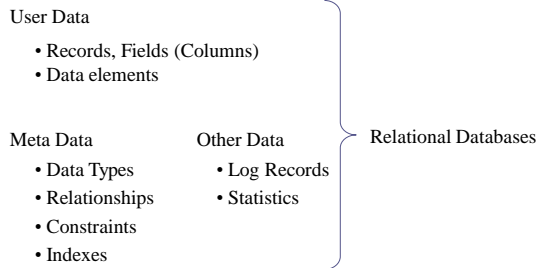 User Data
• Records, Fields (Columns)
• Data elements
Meta Data
• Data Types
• Relationships
• Constraints
• Indexes
Other Data
• Log Records
• Statistics
Relational Databases